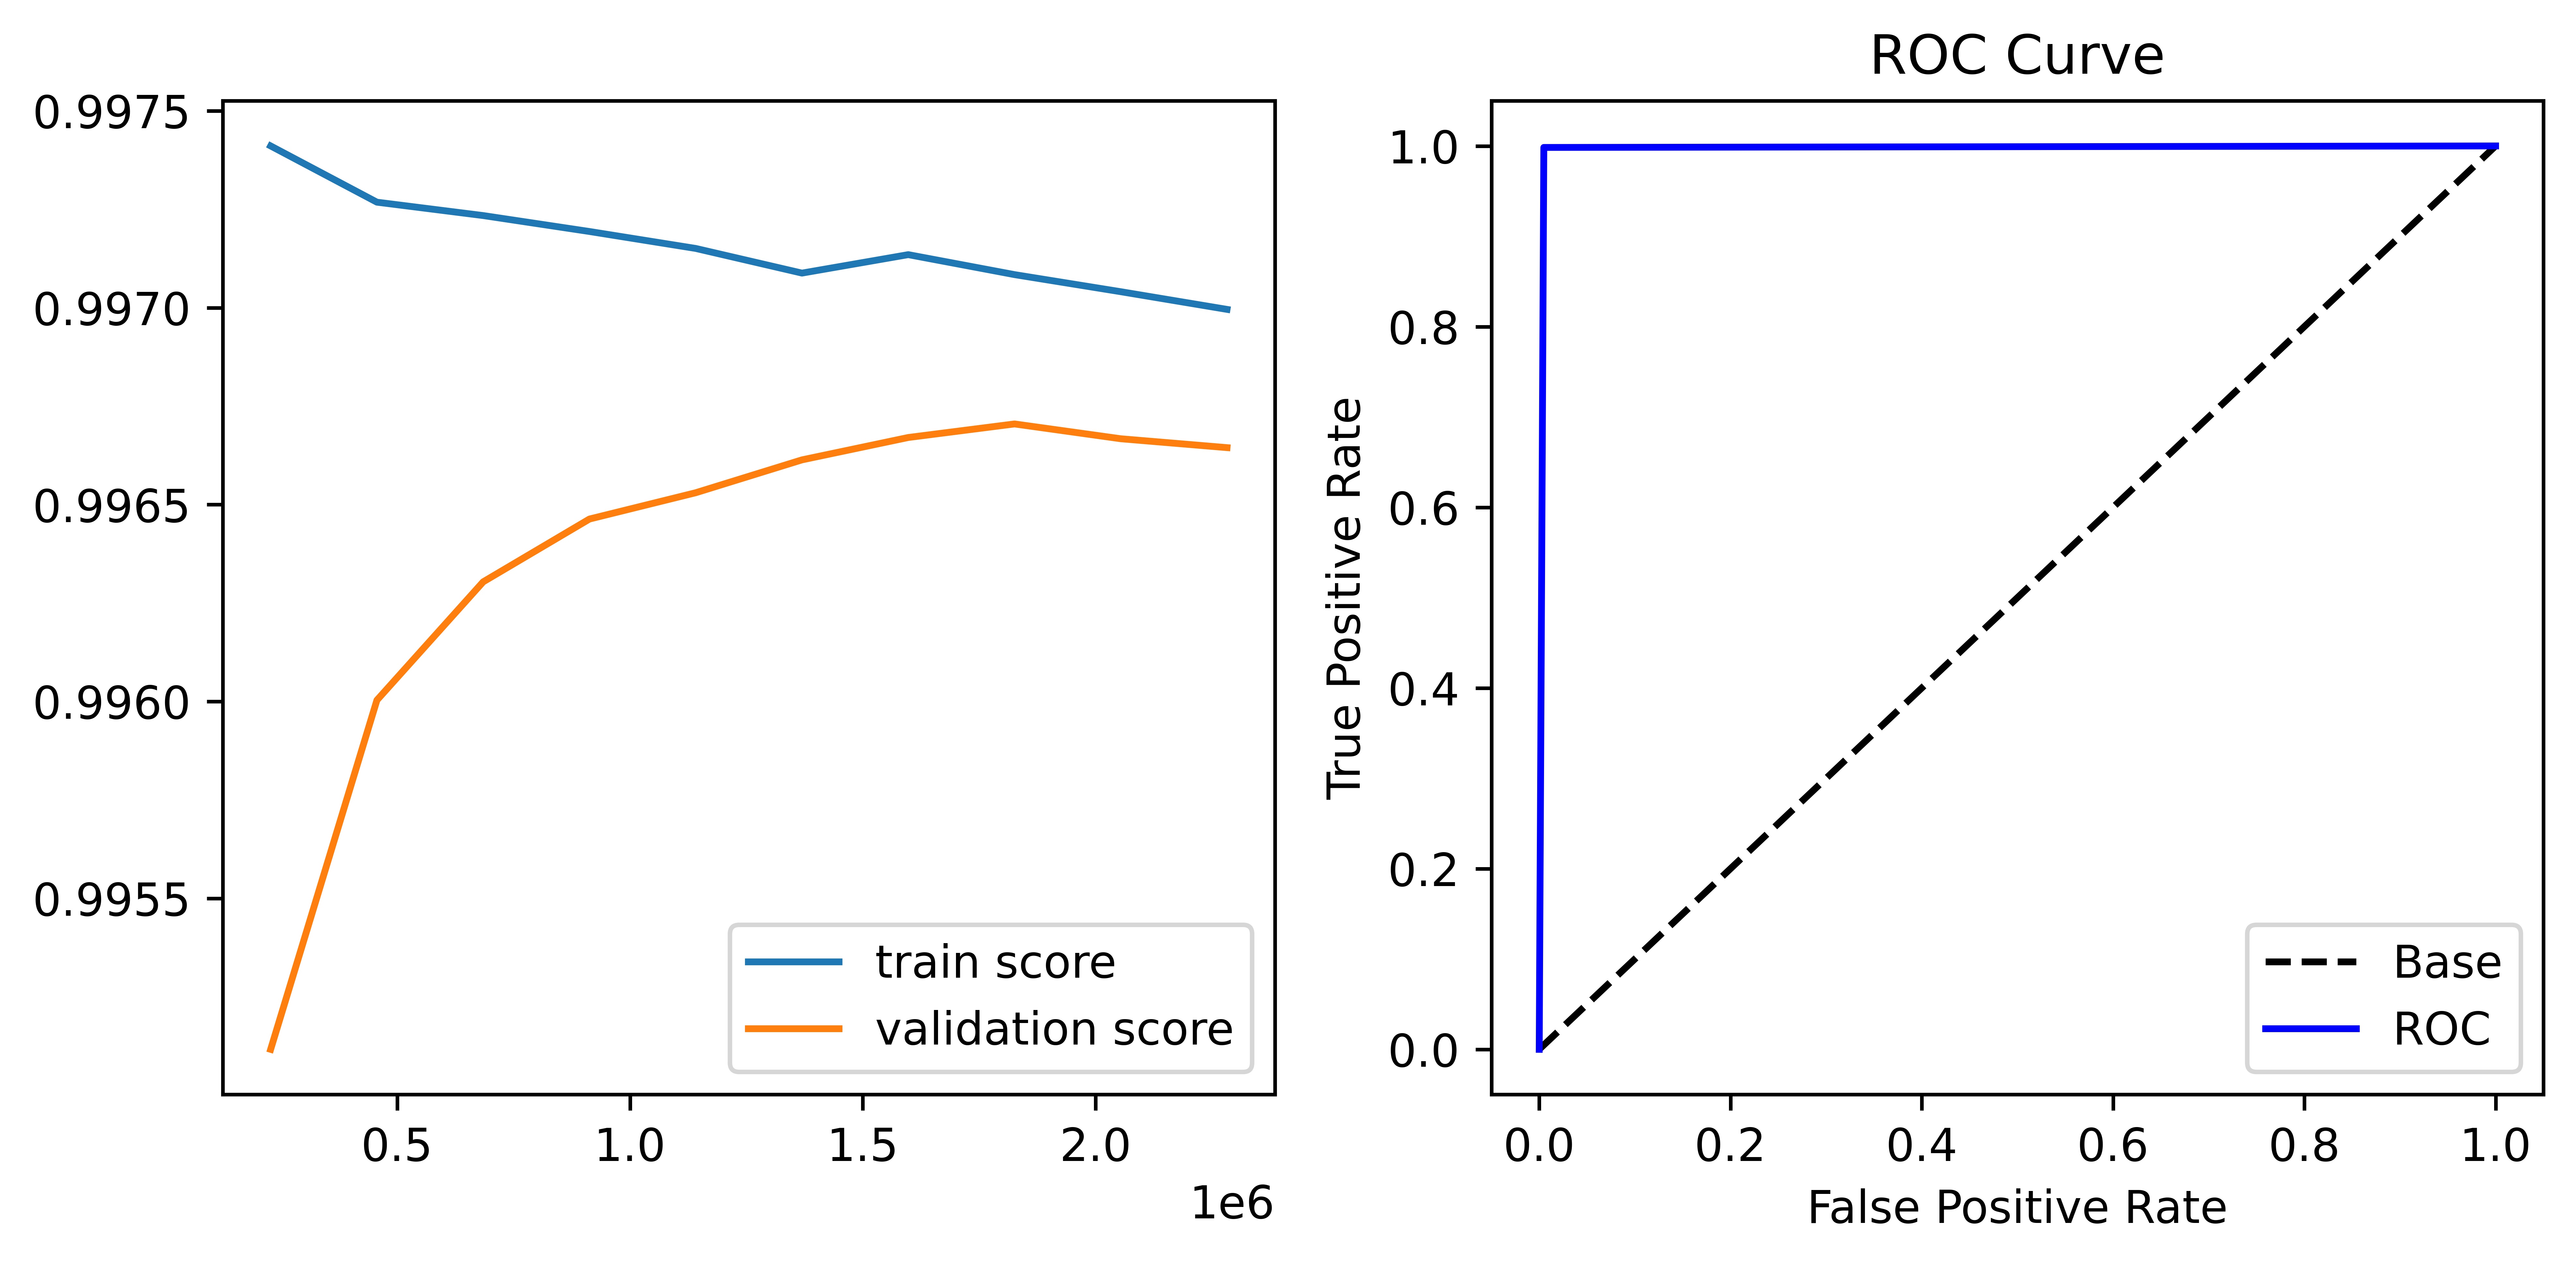 0.9975
0.9970
0.9965
0.9960
0.9955
0.5 1.0 1.5 2.0
1e6
train score
validation score
ROC Curve
True Positive Rate
1.0
0.8
0.6
0.4
0.2
0.0
0.0 0.2 0.4 0.6 0.8 1.0
False Positive Rate
Base
ROC